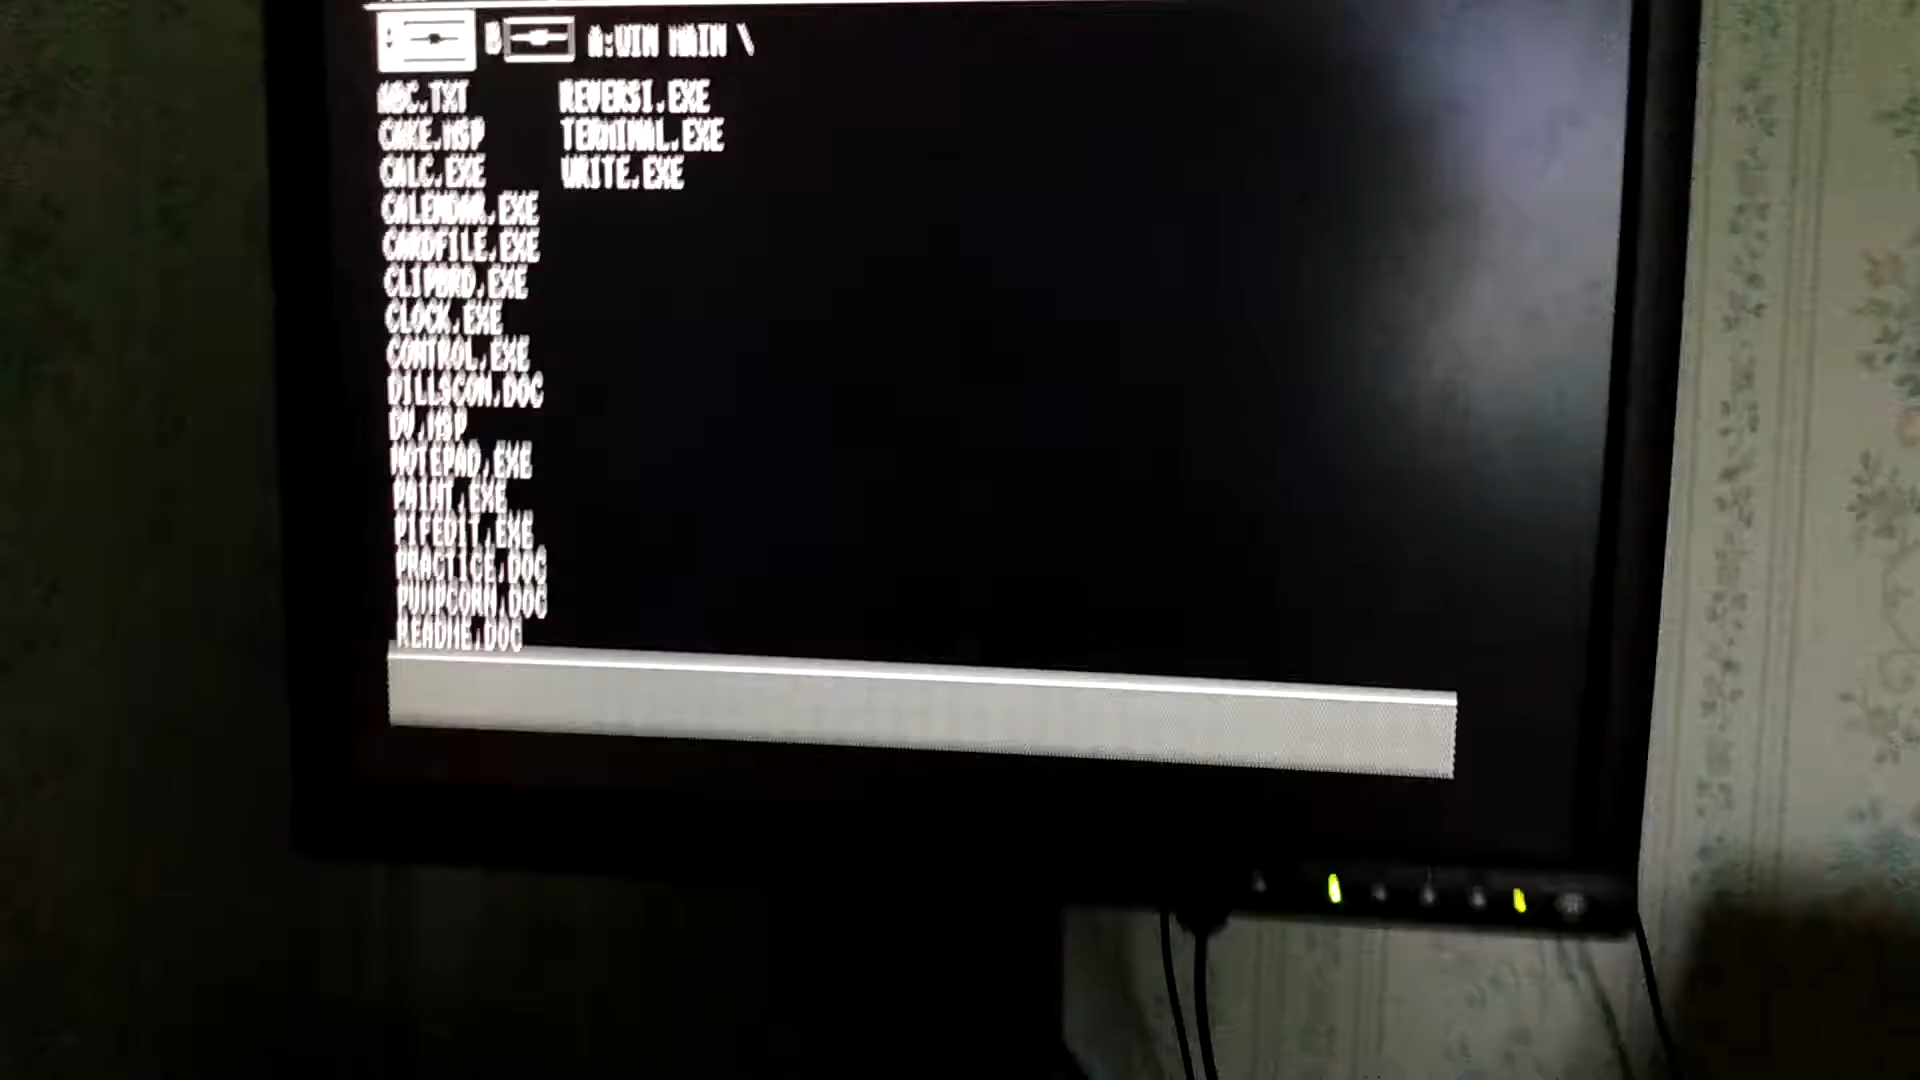 B A:WIN MAIN \
ABC.TXT REVERSI.EXE
CAKE.MSP TERMINAL.EXE
CALC.EXE WRITE.EXE
CALENDAR.EXE
CARDFILE.EXE
CLIPBRD.EXE
CLOCK.EXE
CONTROL.EXE
DILLSCON.DOC
DV.MSP
NOTEPAD.EXE
PAINT.EXE
PIFEDIT.EXE
PRACTICE.DOC
PUMPCORN.DOC
README.DOC